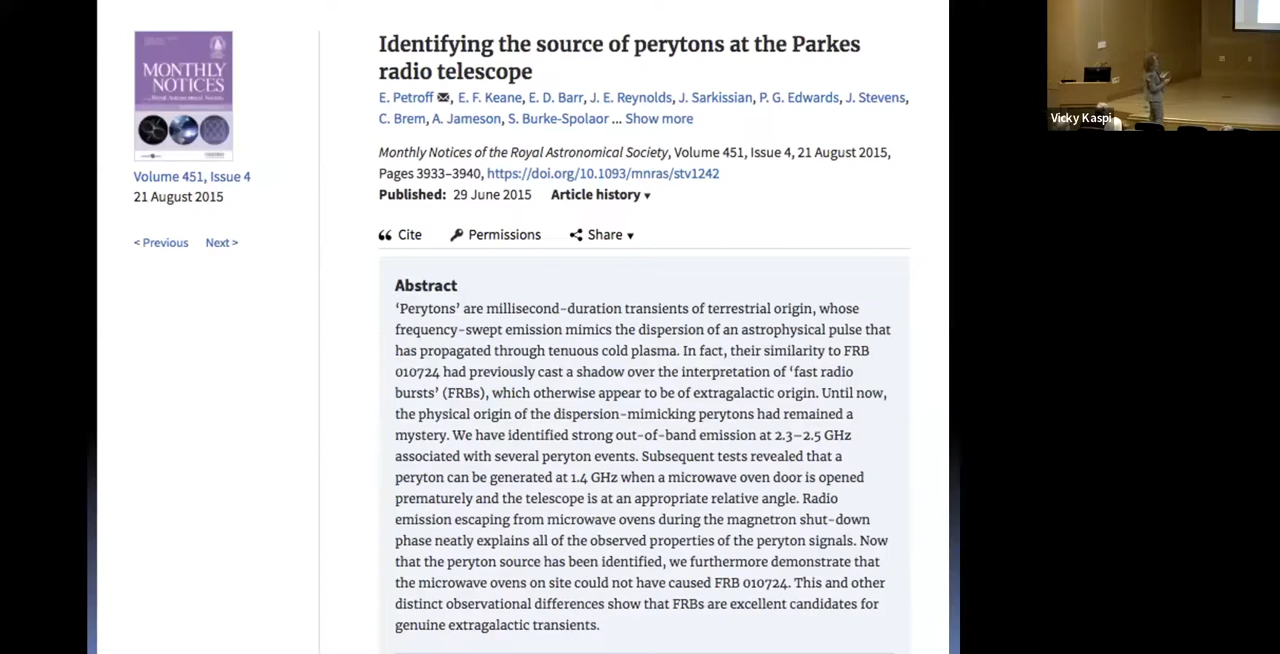 MONTHLY
NOTICES
Volume 451, Issue 4
21 August 2015
< Previous Next >
Identifying the source of perytons at the Parkes
radio telescope
E. Petroff, E. F. Keane, E. D. Barr, J. E. Reynolds, J. Sarkissian, P. G. Edwards, J. Stevens,
C. Brem, A. Jameson, S. Burke-Spolaor ... Show more
Monthly Notices of the Royal Astronomical Society, Volume 451, Issue 4, 21 August 2015,
Pages 3933–3940, https://doi.org/10.1093/mnras/stv1242
Published: 29 June 2015 Article history
Cite Permissions Share
Abstract
‘Perytons’ are millisecond-duration transients of terrestrial origin, whose
frequency-swept emission mimics the dispersion of an astrophysical pulse that
has propagated through tenuous cold plasma. In fact, their similarity to FRB
010724 had previously cast a shadow over the interpretation of ‘fast radio
bursts’ (FRBs), which otherwise appear to be of extragalactic origin. Until now,
the physical origin of the dispersion-mimicking perytons had remained a
mystery. We have identified strong out-of-band emission at 2.3–2.5 GHz
associated with several peryton events. Subsequent tests revealed that a
peryton can be generated at 1.4 GHz when a microwave oven door is opened
prematurely and the telescope is at an appropriate relative angle. Radio
emission escaping from microwave ovens during the magnetron shut-down
phase neatly explains all of the observed properties of the peryton signals. Now
that the peryton source has been identified, we furthermore demonstrate that
the microwave ovens on site could not have caused FRB 010724. This and other
distinct observational differences show that FRBs are excellent candidates for
genuine extragalactic transients.
Vicky Kaspi